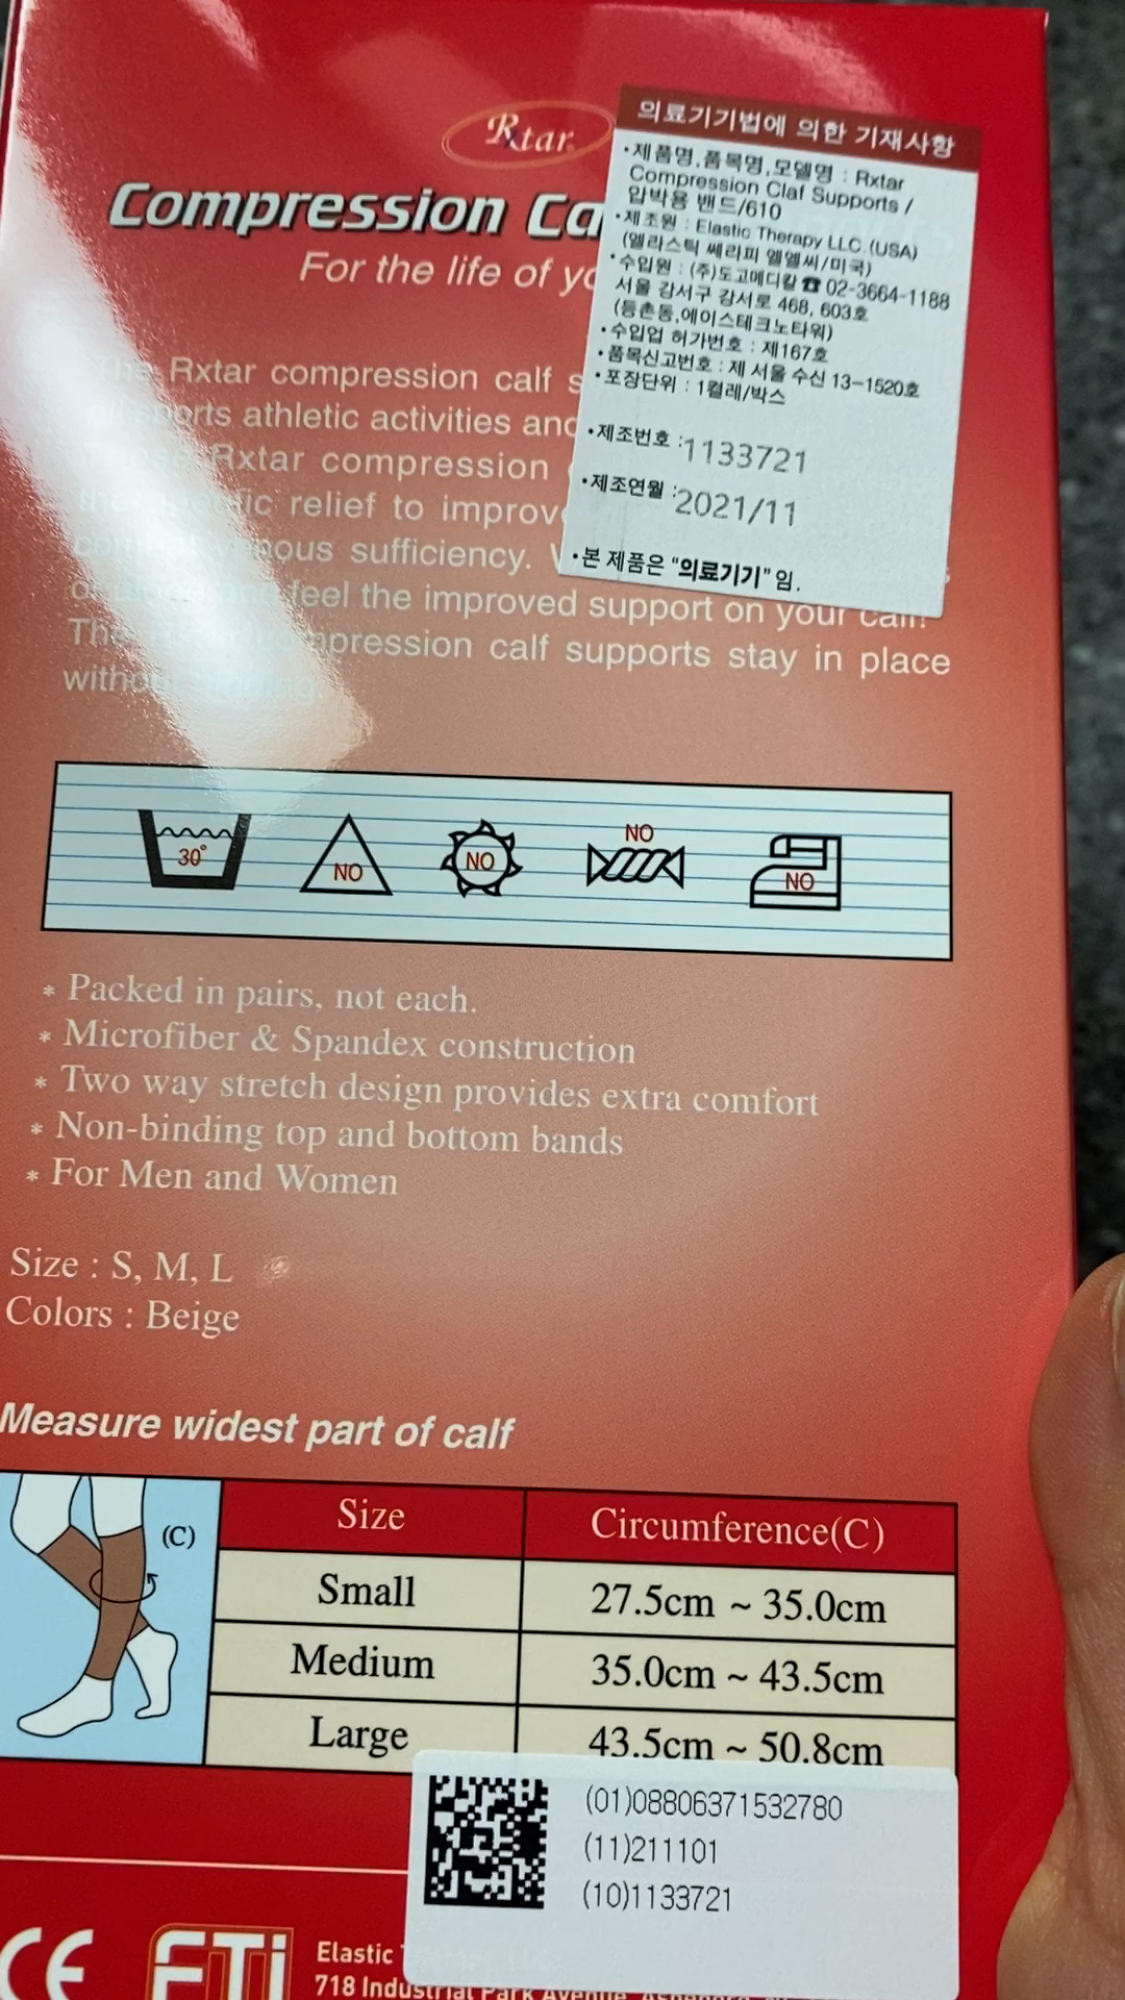 Rxtar
Compression Ca
For the life of yo
의료기기법에 의한 기재사항
•제품명,품목명,모델명 : Rxtar
Compression Claf Supports /
압박용 밴드/610
•제조원 : Elastic Therapy LLC.(USA)
(엘라스틱 쎄라피 엘엘씨/미국)
•수입원 : (주)도고메디칼 ☎ 02-3664-1188
서울 강서구 강서로 468, 603호
(등촌동,에이스테크노타워)
•수입업 허가번호 : 제167호
•품목신고번호 : 제 서울 수신 13-1520호
•포장단위 : 1켤레/박스
•제조번호 :1133721
•제조연월 :2021/11
•본 제품은 “의료기기”임.
Rxtar compression calf s
athletic activities and
Rxtar compression
relief to improv
sufficiency.
feel the improved support on your calf!
compression calf supports stay in place
30°
NO
NO
NO
NO
* Packed in pairs, not each.
* Microfiber & Spandex construction
* Two way stretch design provides extra comfort
* Non-binding top and bottom bands
* For Men and Women
Size : S, M, L
Colors : Beige
Measure widest part of calf
(C)
Size Circumference(C)
Small 27.5cm ~ 35.0cm
Medium 35.0cm ~ 43.5cm
Large 43.5cm ~ 50.8cm
(01)08806371532780
(11)211101
(10)1133721
CE ETi
Elastic
718 Industrial Park Avenue,